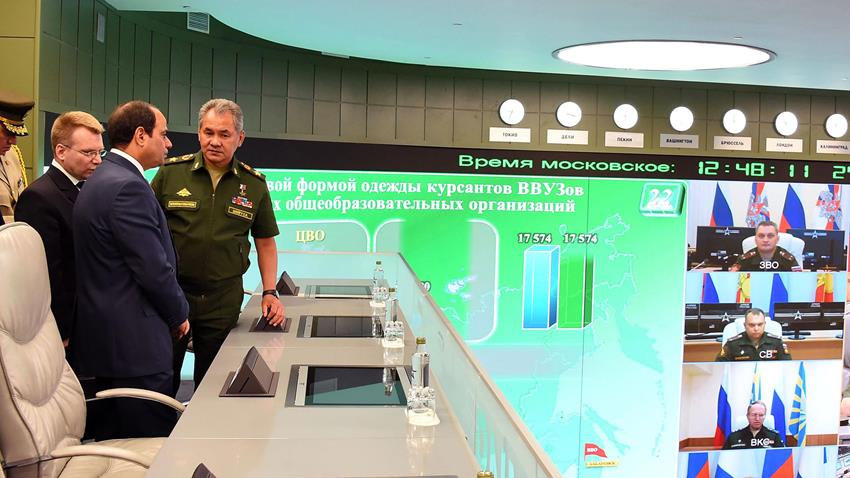 ТОКИО
ДЕЛИ
ПЕКИН
ВАШИНГТОН
БРЮССЕЛЬ
ЛОНДОН
КАЛИНИНГРАД
Время московское: 12:48:11
вой формой одежды курсантов ВВУЗов
х общеобразовательных организаций
22
ЦВО
17 574 17 574
ЗВО
СВ
ВКС